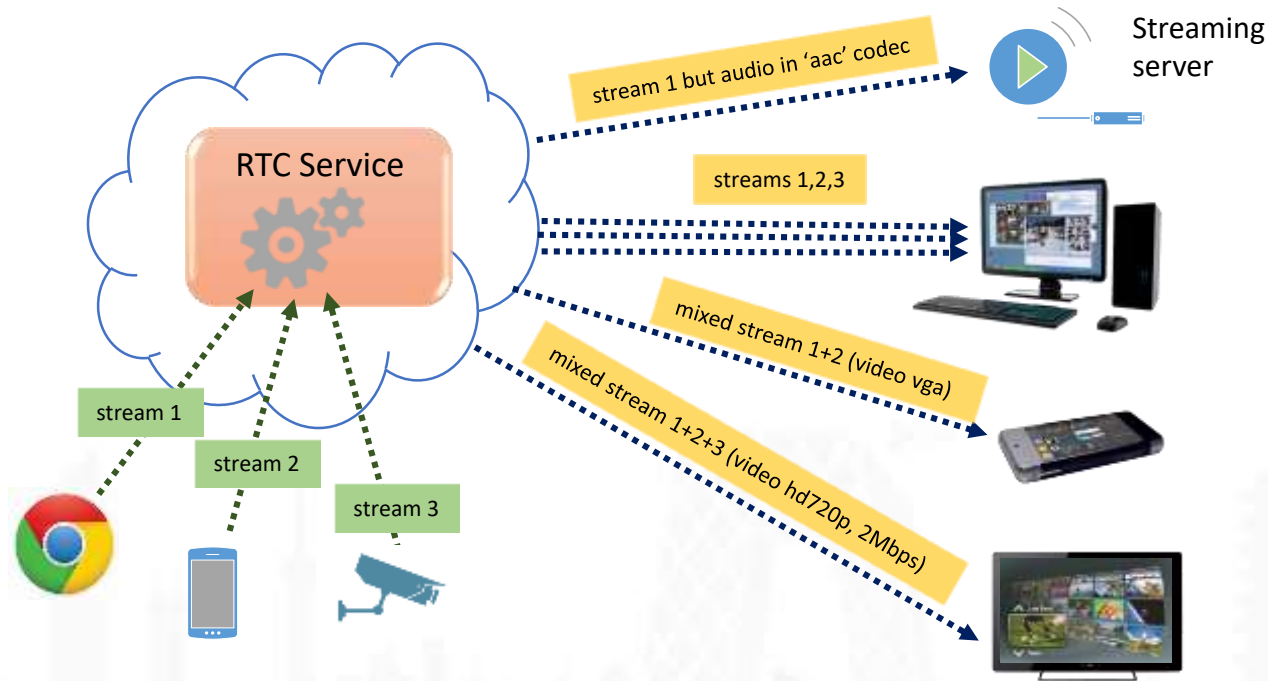 Streaming
server
stream 1 but audio in ‘aac’ codec
RTC Service
streams 1,2,3
mixed stream 1+2 (video vga)
mixed stream 1+2+3 (video hd720p, 2Mbps)
stream 1
stream 2
stream 3